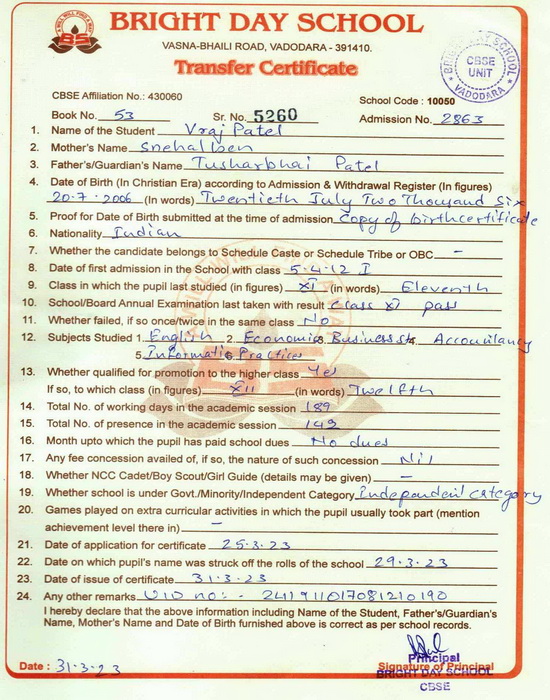 BRIGHT DAY SCHOOL
VASNA-BHAILI ROAD, VADODARA - 391410.
Transfer Certificate
BRIGHT DAY SCHOOL
CBSE UNIT
VADODARA
CBSE Affiliation No.: 430060
School Code : 10050
Book No. 53 Sr. No. 5260 Admission No. 2863
1. Name of the Student Vraj Patel
2. Mother's Name Snehalben
3. Father's/Guardian's Name Tusharbhai Patel
4. Date of Birth (In Christian Era) according to Admission & Withdrawal Register (In figures)
20.7.2006 (In words) Twentieth July Two Thousand Six
5. Proof for Date of Birth submitted at the time of admission Copy of birthcertificate
6. Nationality Indian
7. Whether the candidate belongs to Schedule Caste or Schedule Tribe or OBC -
8. Date of first admission in the School with class 5.4.12 I
9. Class in which the pupil last studied (in figures) XI (in words) Eleventh
10. School/Board Annual Examination last taken with result Class XI pass
11. Whether failed, if so once/twice in the same class No
12. Subjects Studied 1. English 2. Economics 3. Business st 4. Accountancy
5. Informatic 6. Practices
13. Whether qualified for promotion to the higher class Yes
If so, to which class (in figures) XII (in words) Twelfth
14. Total No. of working days in the academic session 189
15. Total No. of presence in the academic session 142
16. Month upto which the pupil has paid school dues No dues
17. Any fee concession availed of, if so, the nature of such concession Nil
18. Whether NCC Cadet/Boy Scout/Girl Guide (details may be given) -
19. Whether school is under Govt./Minority/Independent Category Independent category
20. Games played on extra curricular activities in which the pupil usually took part (mention
achievement level there in) -
21. Date of application for certificate 25.3.23
22. Date on which pupil's name was struck off the rolls of the school 29.3.23
23. Date of issue of certificate 31.3.23
24. Any other remarks UID no:- 241911017081210190
I hereby declare that the above information including Name of the Student, Father's/Guardian's
Name, Mother's Name and Date of Birth furnished above is correct as per school records.
Principal
Date : 31.3.23 Signature of Principal
BRIGHT DAY SCHOOL
CBSE